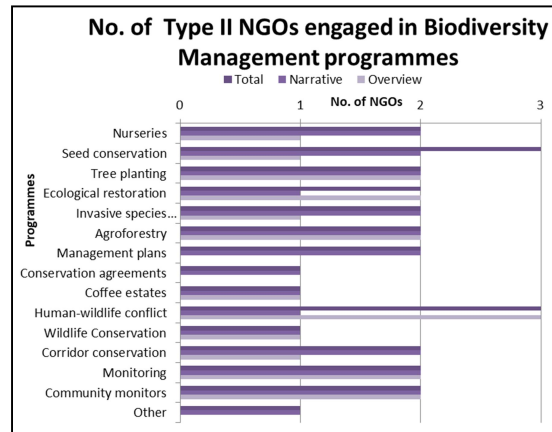 No. of Type II NGOs engaged in Biodiversity
Management programmes
Total Narrative Overview
No. of NGOs
0 1 2 3
Programmes
Nurseries
Seed conservation
Tree planting
Ecological restoration
Invasive species...
Agroforestry
Management plans
Conservation agreements
Coffee estates
Human-wildlife conflict
Wildlife Conservation
Corridor conservation
Monitoring
Community monitors
Other